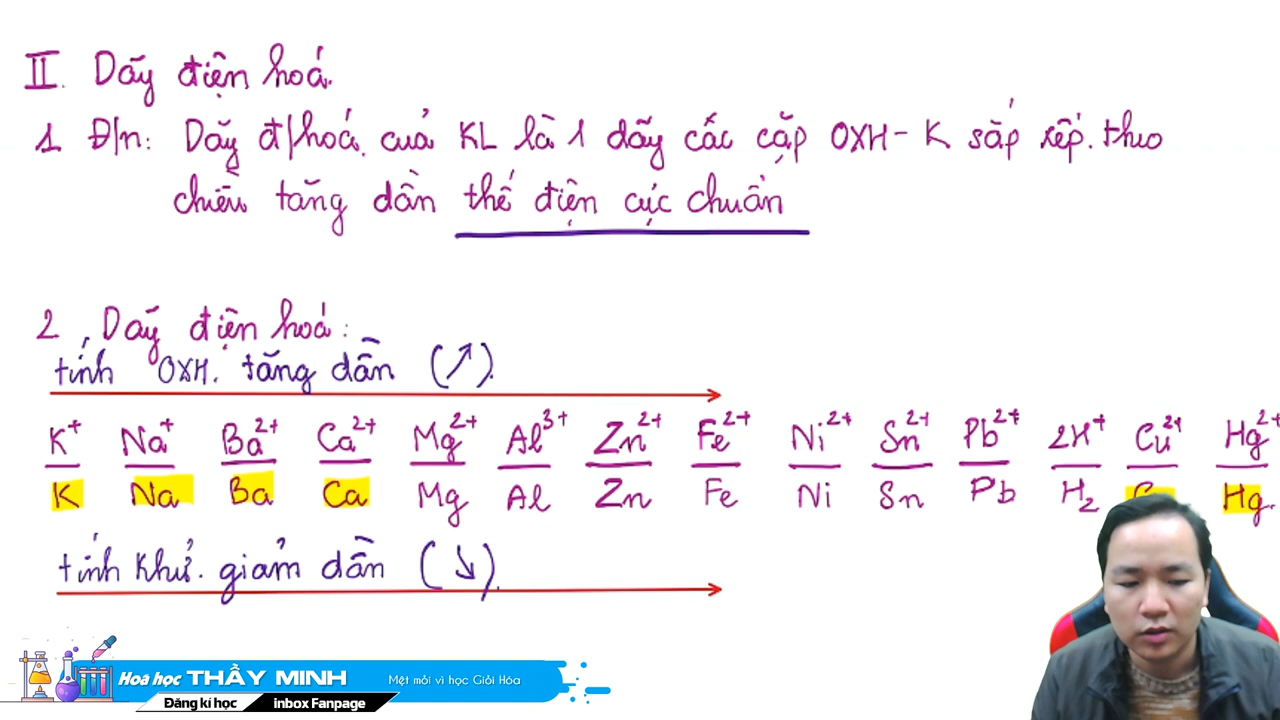 II. Dãy điện hoá.
1 Đ/n: Dãy đ/hoá của KL là 1 dãy các cặp OXH - K sắp xếp theo
chiều tăng dần thế điện cực chuẩn
2, Dãy điện hoá:
tính OXH. tăng dần (↗).
K⁺ Na⁺ Ba²⁺ Ca²⁺ Mg²⁺ Al³⁺ Zn²⁺ Fe²⁺ Ni²⁺ Sn²⁺ Pb²⁺ 2H⁺ Cu²⁺ Hg²⁺
K Na Ba Ca Mg Al Zn Fe Ni Sn Pb H₂ Hg.
tính khử. giảm dần (↘).
Hoá học THẦY MINH
Mệt mỏi vì học Giỏi Hóa
Đăng kí học inbox Fanpage